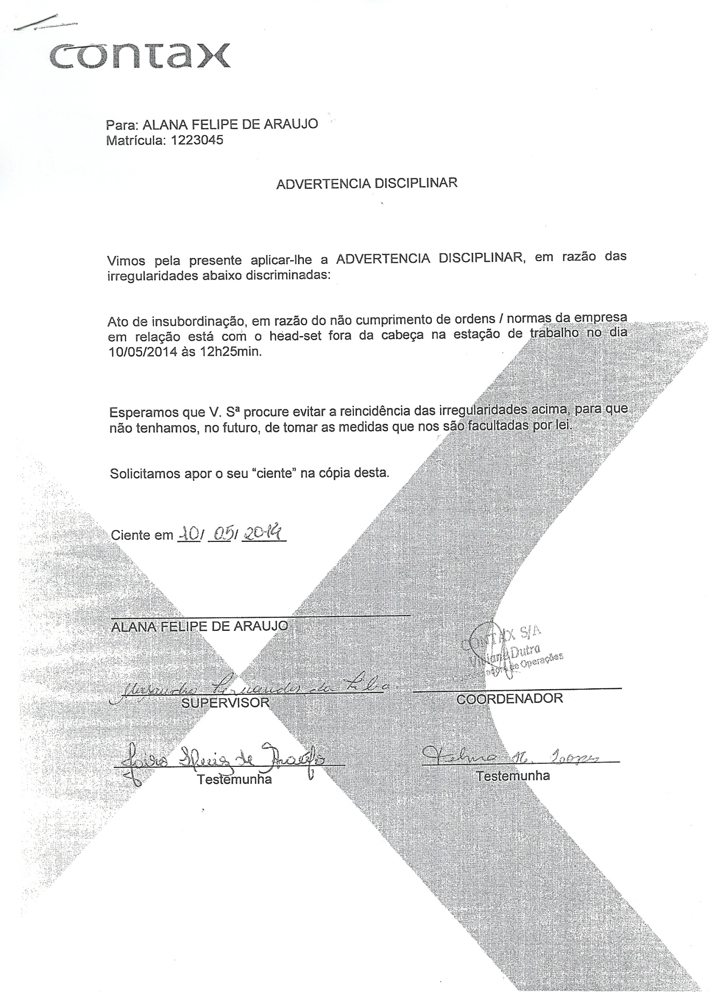 contax
Para: ALANA FELIPE DE ARAUJO
Matrícula: 1223045
ADVERTENCIA DISCIPLINAR
Vimos pela presente aplicar-lhe a ADVERTENCIA DISCIPLINAR, em razão das
irregularidades abaixo discriminadas:
Ato de insubordinação, em razão do não cumprimento de ordens / normas da empresa
em relação está com o head-set fora da cabeça na estação de trabalho no dia
10/05/2014 às 12h25min.
Esperamos que V. Sª procure evitar a reincidência das irregularidades acima, para que
não tenhamos, no futuro, de tomar as medidas que nos são facultadas por lei.
Solicitamos apor o seu “ciente” na cópia desta.
Ciente em 10/ 05/ 2014
ALANA FELIPE DE ARAUJO
CONTAX S/A
Dutra
de Operações
Fernandes da
SUPERVISOR
COORDENADOR
de Araújo
Testemunha
Telma
Testemunha